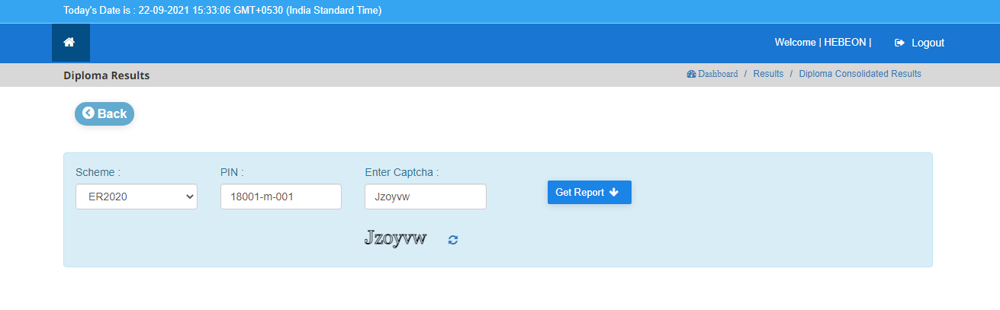 Today's Date is : 22-09-2021 15:33:06 GMT+0530 (India Standard Time)
Welcome | HEBEON | Logout
Diploma Results Dashboard / Results / Diploma Consolidated Results
Back
Scheme : PIN : Enter Captcha :
ER2020 18001-m-001 Jzoyvw Get Report
Jzoyvw